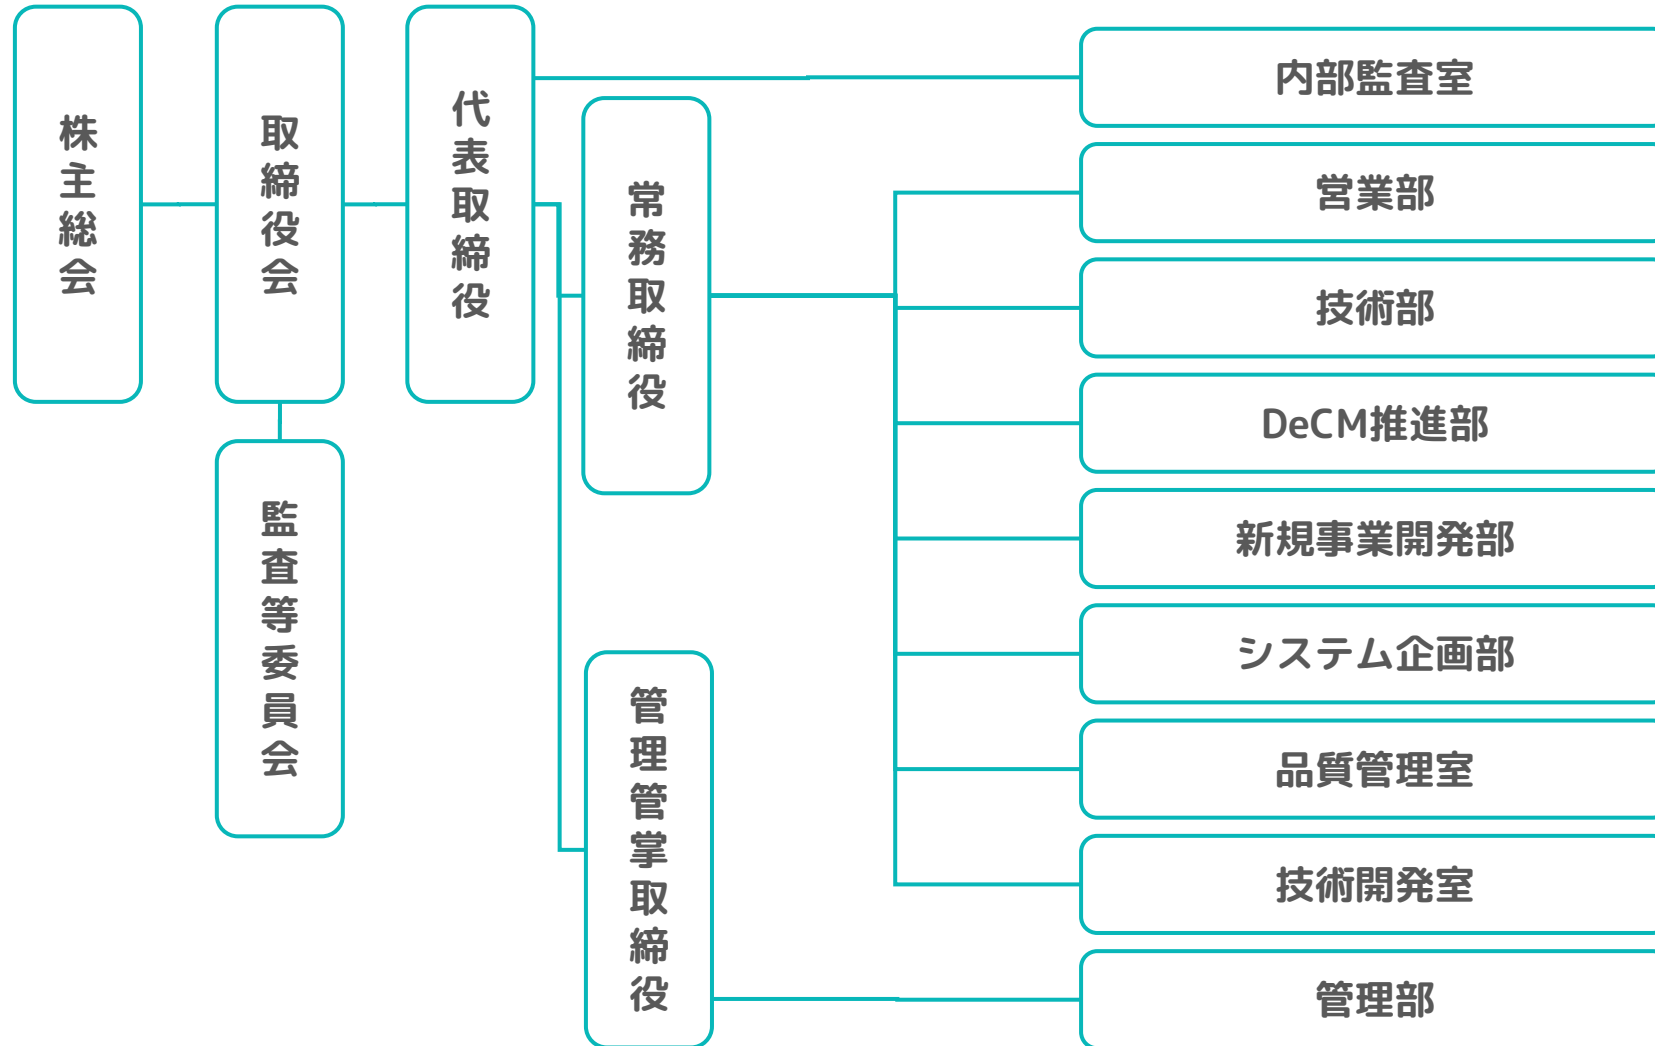 株主総会
取締役会
監査等委員会
代表取締役
常務取締役
管理管掌取締役
内部監査室
営業部
技術部
DeCM推進部
新規事業開発部
システム企画部
品質管理室
技術開発室
管理部